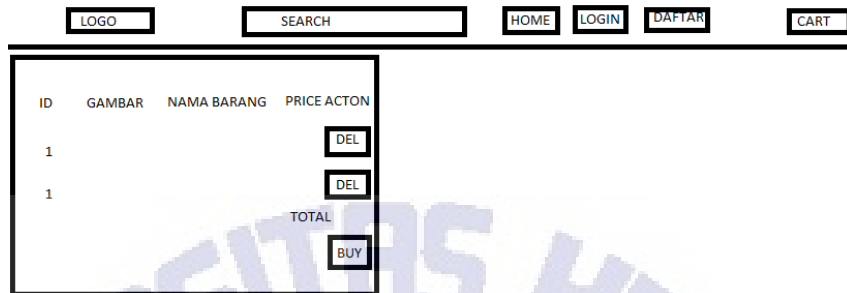 LOGO SEARCH HOME LOGIN DAFTAR CART
ID GAMBAR NAMA BARANG PRICE ACTON
1 DEL
1 DEL
TOTAL
BUY